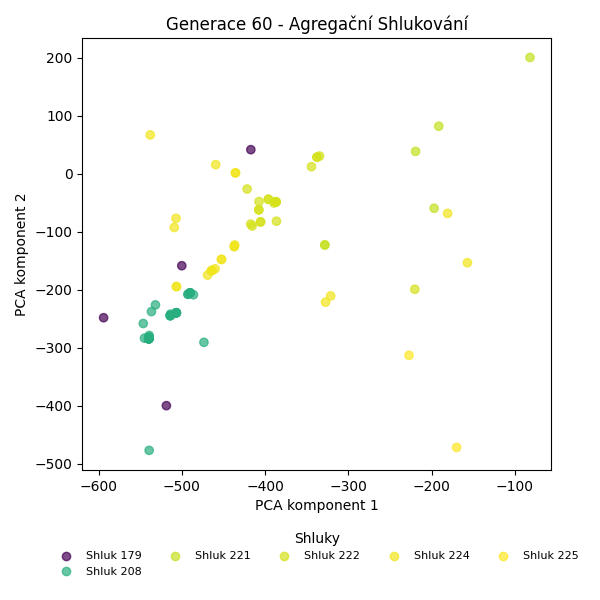 Generace 60 - Agregační Shlukování
200
100
0
−100
−200
−300
−400
−500
PCA komponent 2
−600 −500 −400 −300 −200 −100
PCA komponent 1
Shluky
Shluk 179 Shluk 221 Shluk 222 Shluk 224 Shluk 225
Shluk 208